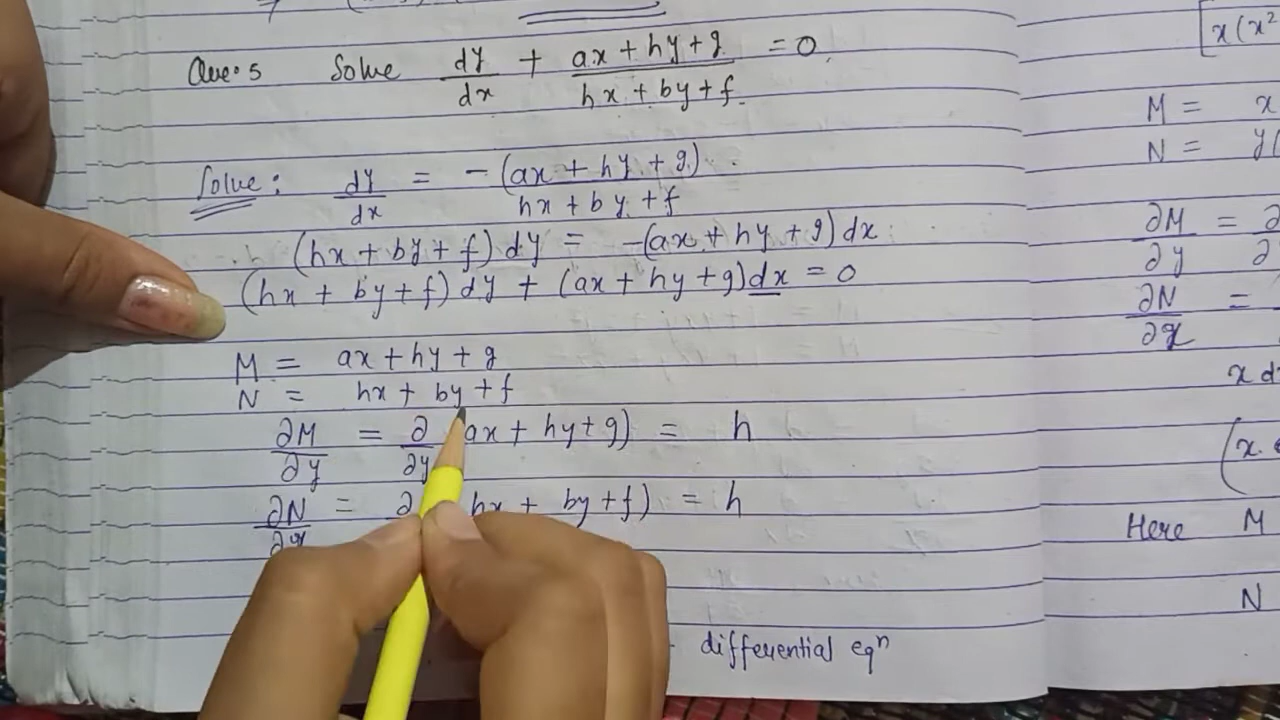 Que. 5 Solve dy/dx + ax + hy + g / hx + by + f = 0.
Solve: dy/dx = -(ax + hy + g) / hx + by + f
(hx + by + f) dy = -(ax + hy + g) dx
(hx + by + f) dy + (ax + hy + g) dx = 0
M = ax + hy + g
N = hx + by + f
∂M/∂y = ∂/∂y (ax + hy + g) = h
∂N/∂x = ∂ hx + by + f) = h
differential eqⁿ
x(x²
M = x
N = y(
∂M/∂y = ∂/∂
∂N/∂x =
x d
(x.
Here M
N